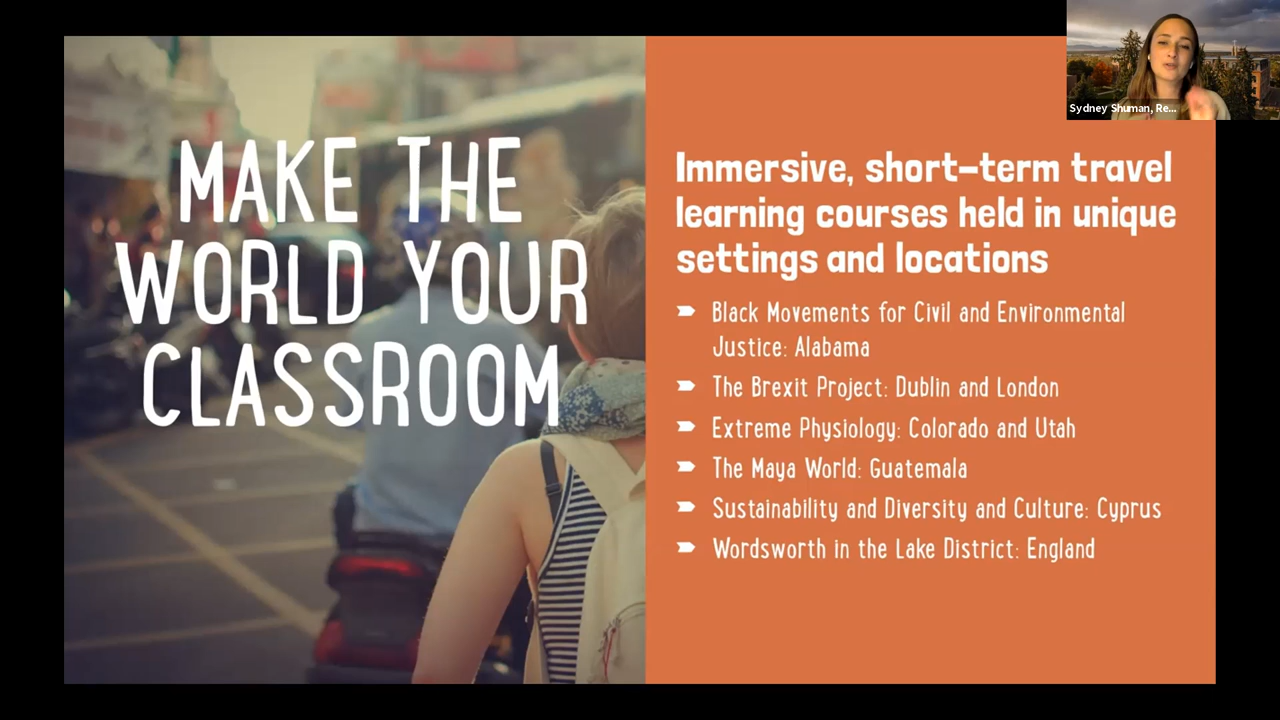 MAKE THE
WORLD YOUR
CLASSROOM
Immersive, short-term travel
learning courses held in unique
settings and locations
Black Movements for Civil and Environmental
Justice: Alabama
The Brexit Project: Dublin and London
Extreme Physiology: Colorado and Utah
The Maya World: Guatemala
Sustainability and Diversity and Culture: Cyprus
Wordsworth in the Lake District: England
Sydney Shuman, Re...